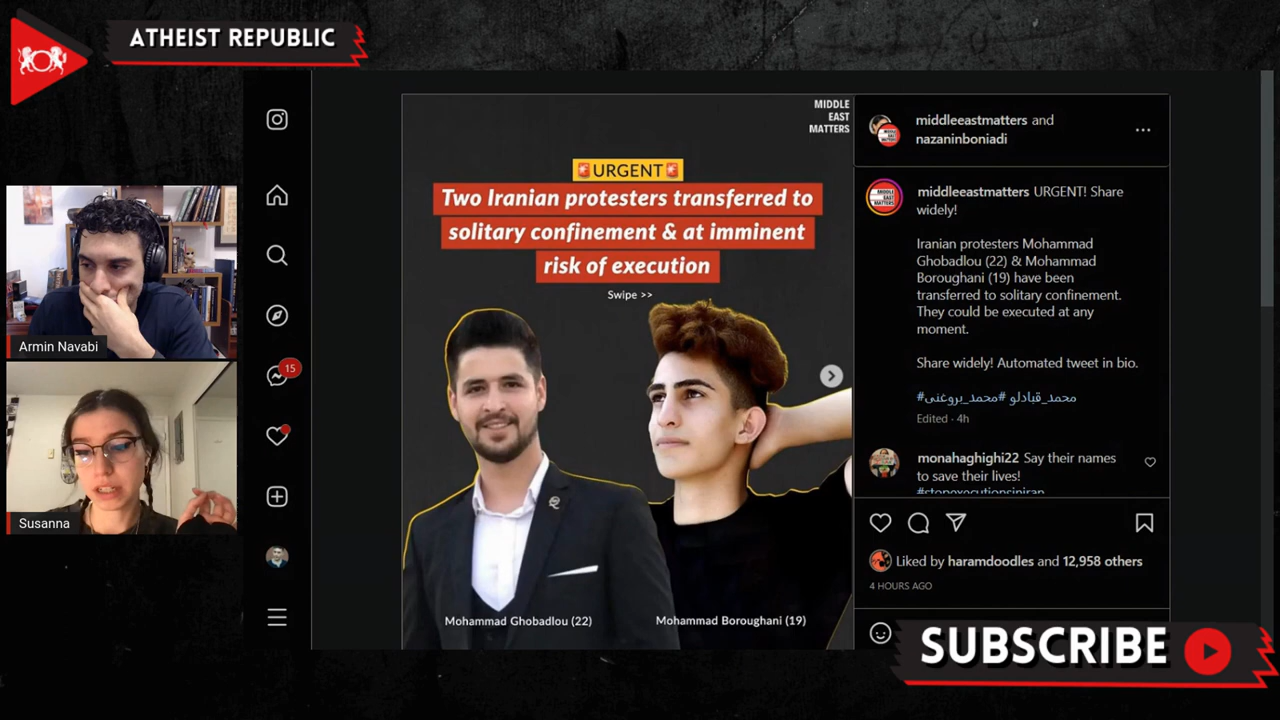 ATHEIST REPUBLIC
Armin Navabi
Susanna
15
MIDDLE
EAST
MATTERS
🚨URGENT🚨
Two Iranian protesters transferred to
solitary confinement & at imminent
risk of execution
Swipe >>
Mohammad Ghobadlou (22)
Mohammad Boroughani (19)
middleeastmatters and
nazaninboniadi
middleeastmatters URGENT! Share
widely!
Iranian protesters Mohammad
Ghobadlou (22) & Mohammad
Boroughani (19) have been
transferred to solitary confinement.
They could be executed at any
moment.
Share widely! Automated tweet in bio.
#محمد_قبادلو #محمد_بروغنی
Edited · 4h
monahaghighi22 Say their names
to save their lives!
#stopexecutionsiniran
Liked by haramdoodles and 12,958 others
4 HOURS AGO
SUBSCRIBE